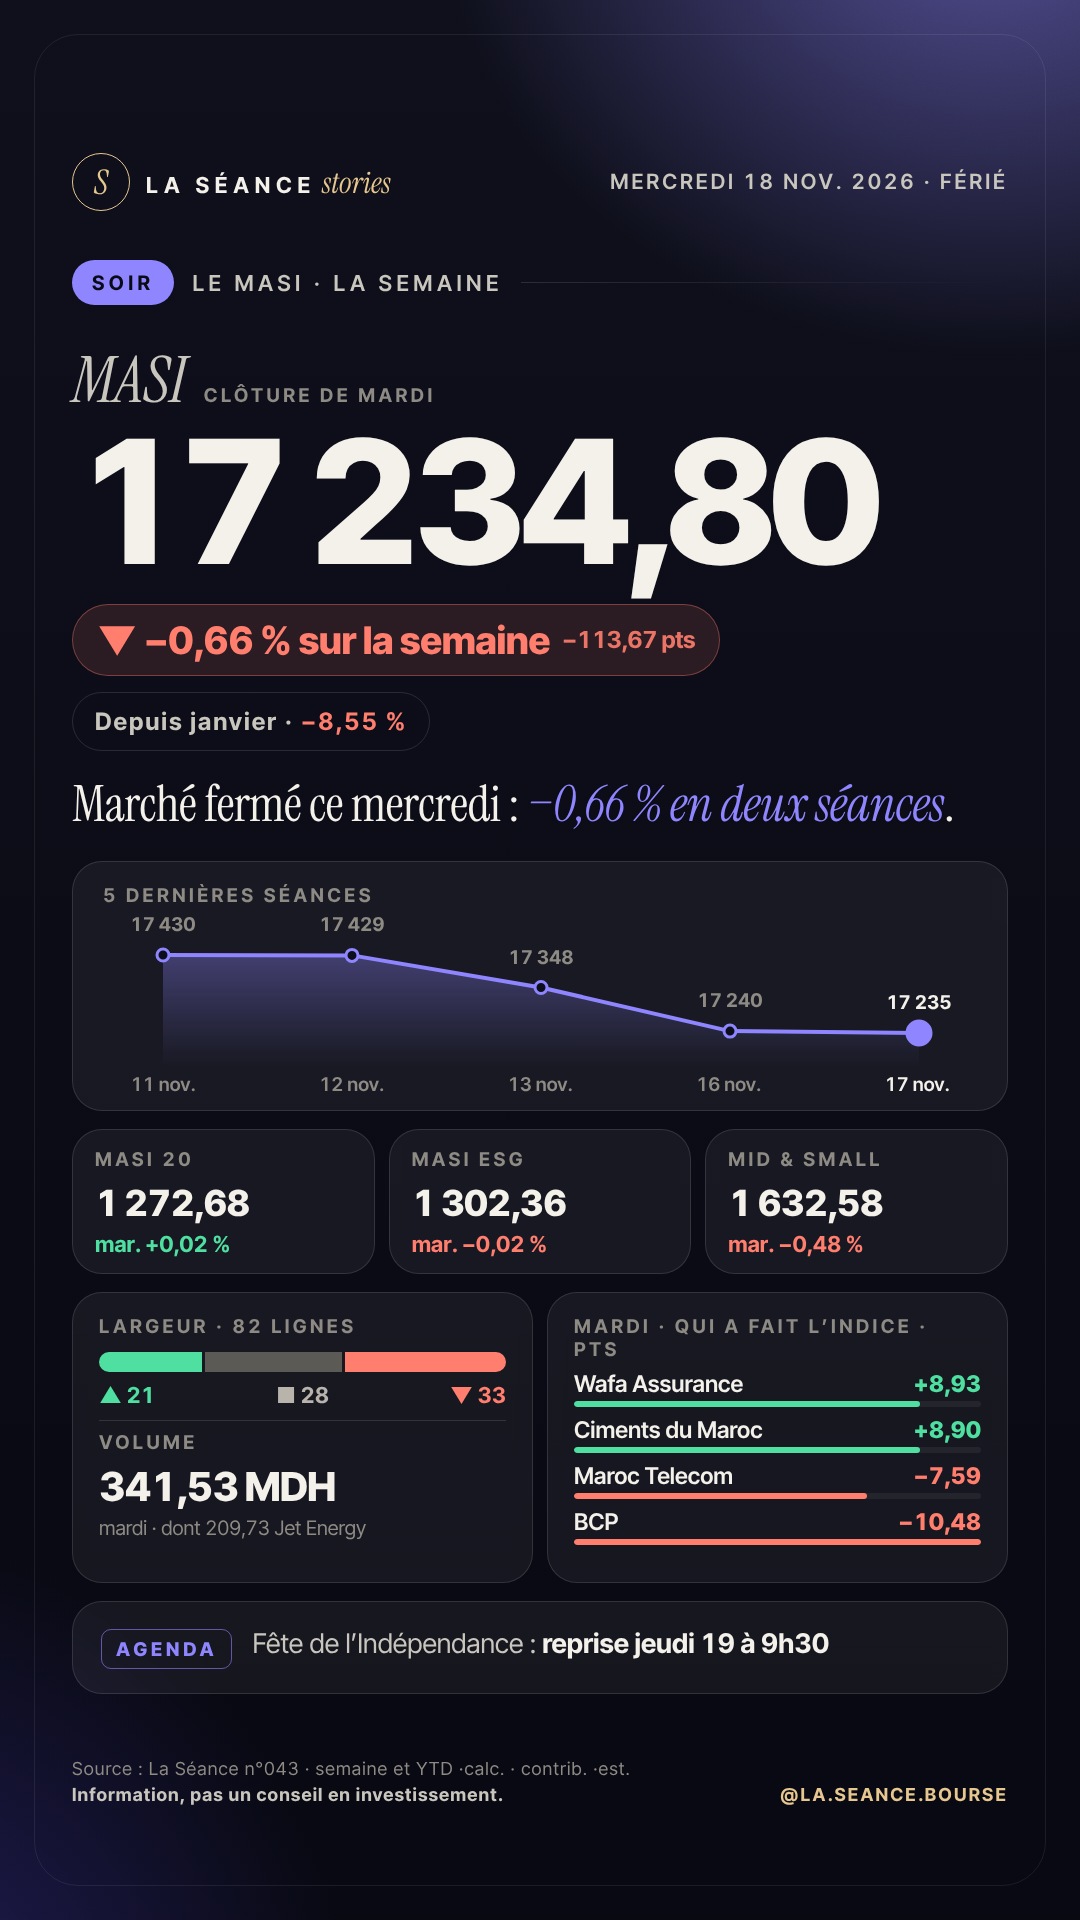 S LA SÉANCE stories
MERCREDI 18 NOV. 2026 · FÉRIÉ
SOIR LE MASI · LA SEMAINE
MASI CLÔTURE DE MARDI
17 234,80
▼ −0,66 % sur la semaine −113,67 pts
Depuis janvier · −8,55 %
Marché fermé ce mercredi : −0,66 % en deux séances.
5 DERNIÈRES SÉANCES
17 430 17 429 17 348 17 240 17 235
11 nov. 12 nov. 13 nov. 16 nov. 17 nov.
MASI 20
1 272,68
mar. +0,02 %
MASI ESG
1 302,36
mar. −0,02 %
MID & SMALL
1 632,58
mar. −0,48 %
LARGEUR · 82 LIGNES
▲ 21 ■ 28 ▼ 33
VOLUME
341,53 MDH
mardi · dont 209,73 Jet Energy
MARDI · QUI A FAIT L’INDICE ·
PTS
Wafa Assurance +8,93
Ciments du Maroc +8,90
Maroc Telecom −7,59
BCP −10,48
AGENDA Fête de l’Indépendance : reprise jeudi 19 à 9h30
Source : La Séance n°043 · semaine et YTD ·calc. · contrib. ·est.
Information, pas un conseil en investissement.
@LA.SEANCE.BOURSE